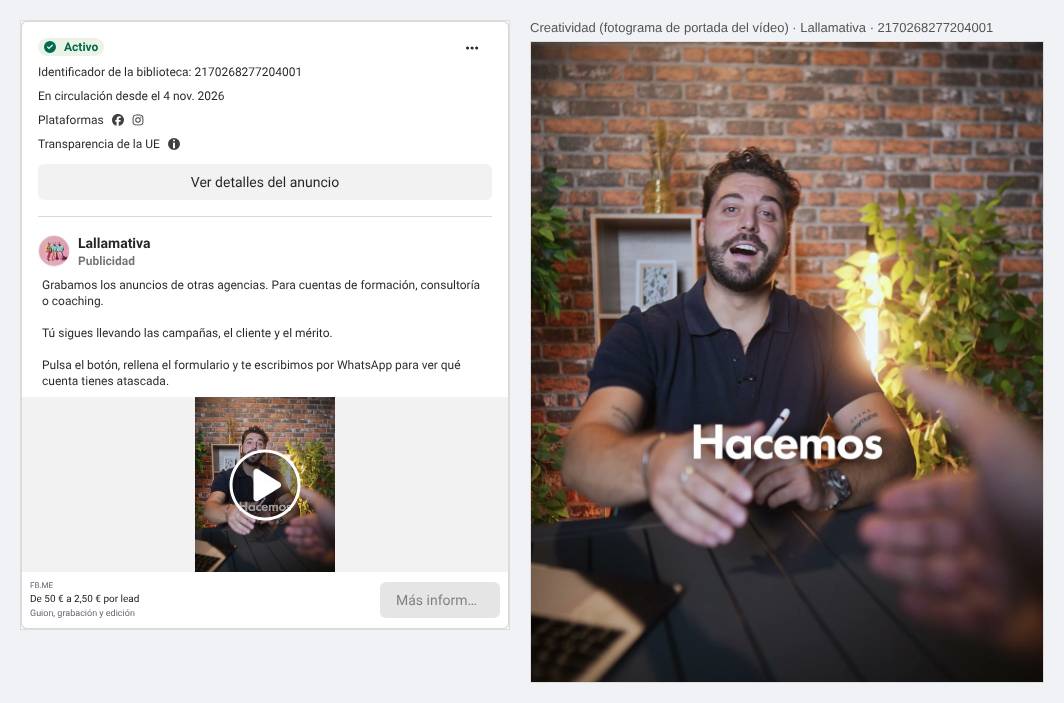 Activo
Identificador de la biblioteca: 2170268277204001
En circulación desde el 4 nov. 2026
Plataformas
Transparencia de la UE
Ver detalles del anuncio
Lallamativa
Publicidad
Grabamos los anuncios de otras agencias. Para cuentas de formación, consultoría
o coaching.
Tú sigues llevando las campañas, el cliente y el mérito.
Pulsa el botón, rellena el formulario y te escribimos por WhatsApp para ver qué
cuenta tienes atascada.
Hacemos
FB.ME
De 50 € a 2,50 € por lead
Guion, grabación y edición
Más inform...
Creatividad (fotograma de portada del vídeo) · Lallamativa · 2170268277204001
Hacemos